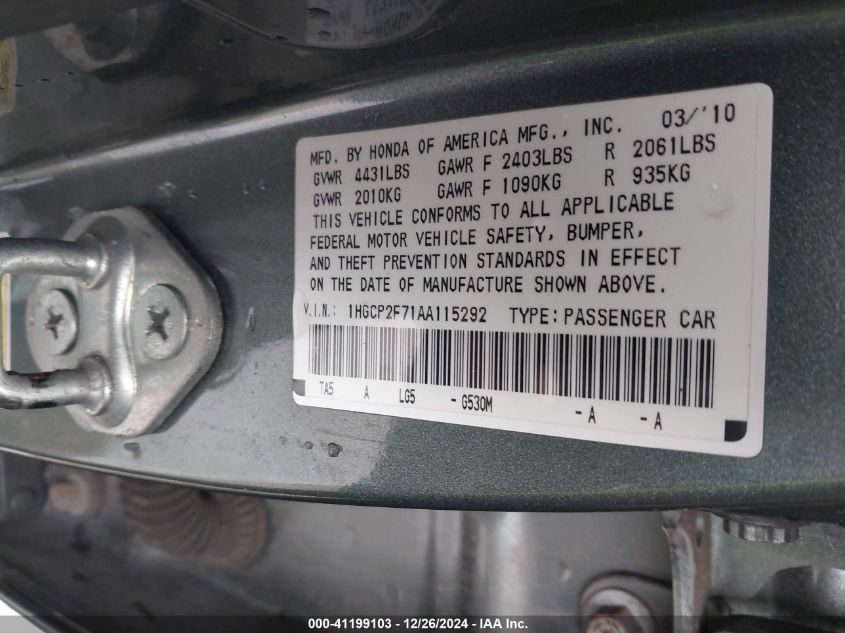 MFD. BY HONDA OF AMERICA MFG., INC. 03/'10
GVWR 4431LBS GAWR F 2403LBS R 2061LBS
GVWR 2010KG GAWR F 1090KG R 935KG
THIS VEHICLE CONFORMS TO ALL APPLICABLE
FEDERAL MOTOR VEHICLE SAFETY, BUMPER,
AND THEFT PREVENTION STANDARDS IN EFFECT
ON THE DATE OF MANUFACTURE SHOWN ABOVE.
V.I.N.: 1HGCP2F71AA115292 TYPE:PASSENGER CAR
TA5 A LG5 -G530M -A -A
000-41199103 - 12/26/2024 - IAA Inc.